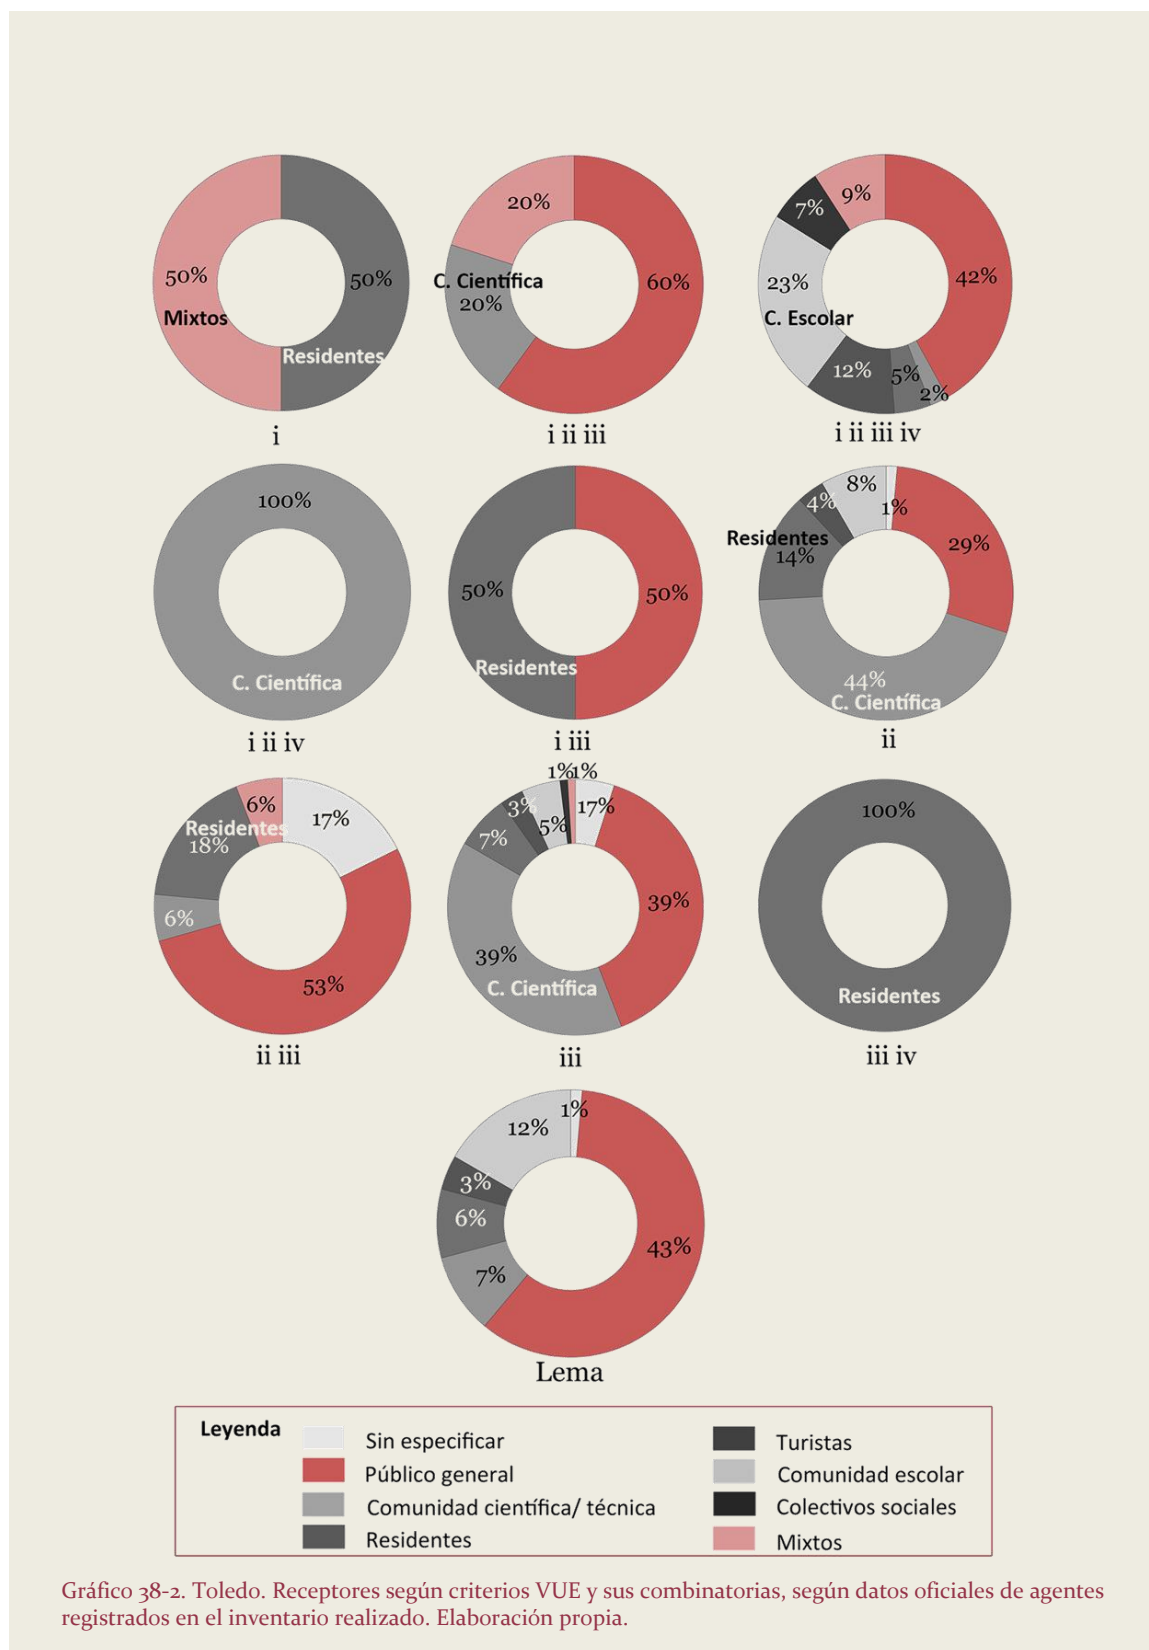 50%
Mixtos
50%
Residentes
i
20%
C. Científica
20%
60%
i ii iii
7%
9%
23%
C. Escolar
42%
12%
5%
2%
i ii iii iv
100%
C. Científica
i ii iv
50%
50%
Residentes
i iii
8%
4%
1%
Residentes
14%
29%
44%
C. Científica
ii
6%
17%
Residentes
18%
6%
53%
ii iii
1%
1%
3%
17%
5%
7%
39%
39%
C. Científica
iii
100%
Residentes
iii iv
1%
12%
3%
6%
43%
7%
Lema
Leyenda
Sin especificar
Público general
Comunidad científica/ técnica
Residentes
Turistas
Comunidad escolar
Colectivos sociales
Mixtos
Gráfico 38-2. Toledo. Receptores según criterios VUE y sus combinatorias, según datos oficiales de agentes
registrados en el inventario realizado. Elaboración propia.